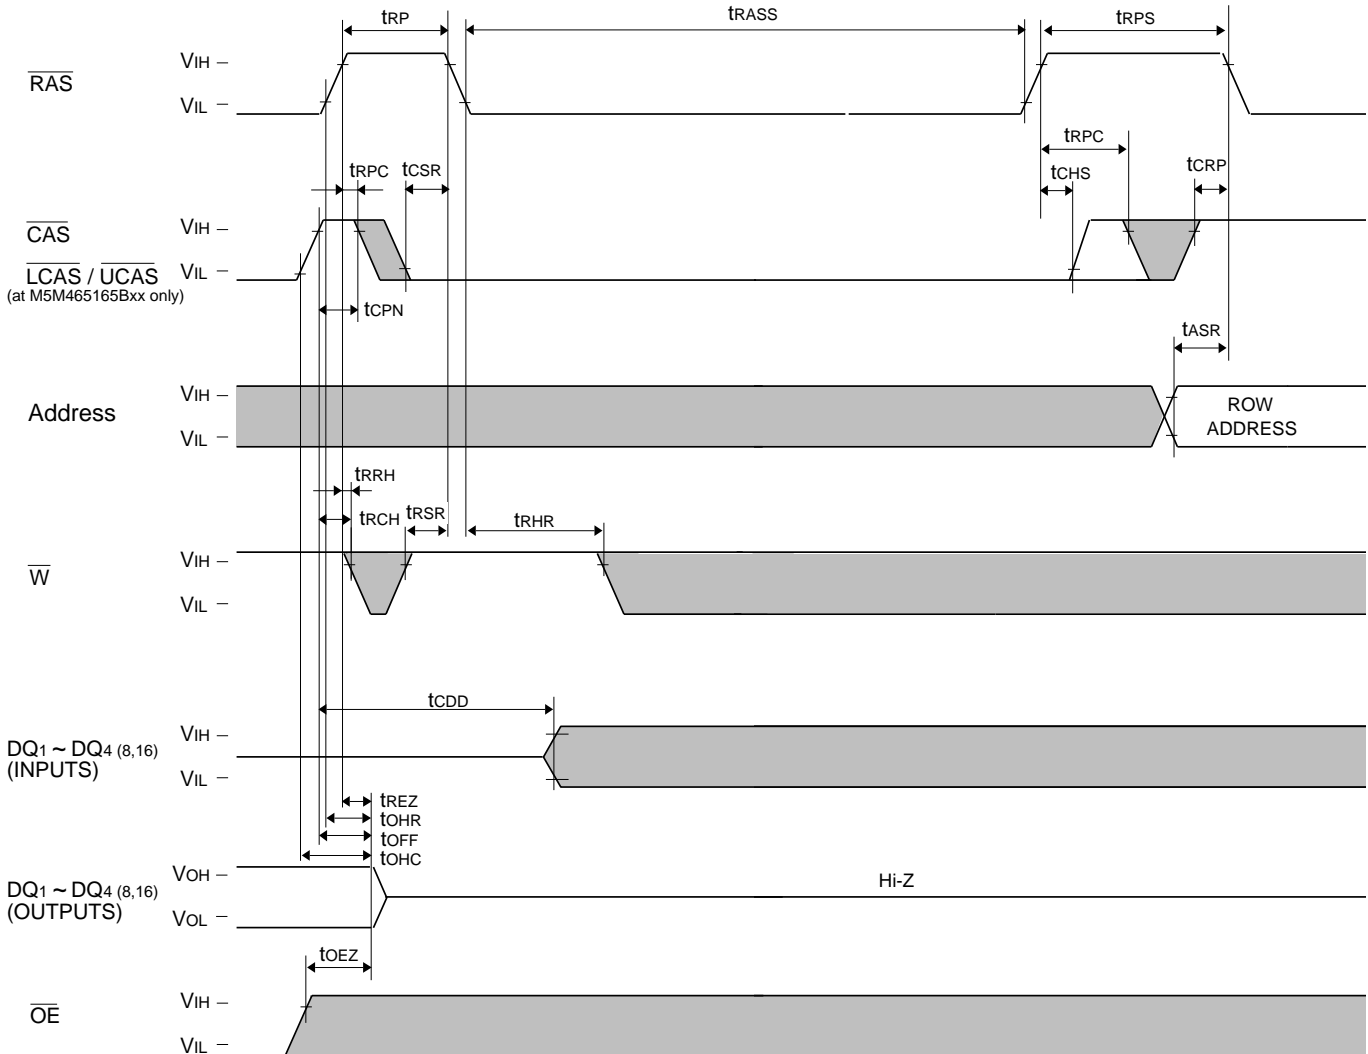 tRP
tRASS
tRPS
RAS
VIH
VIL
tRPC
tCSR
tRPC
tCHS
tCRP
CAS
LCAS / UCAS
(at M5M465165Bxx only)
VIH
VIL
tCPN
tASR
Address
VIH
VIL
ROW
ADDRESS
tRRH
tRCH
tRSR
tRHR
W
VIH
VIL
tCDD
DQ1 ~ DQ4 (8,16)
(INPUTS)
VIH
VIL
tREZ
tOHR
tOFF
tOHC
DQ1 ~ DQ4 (8,16)
(OUTPUTS)
VOH
VOL
Hi-Z
tOEZ
OE
VIH
VIL